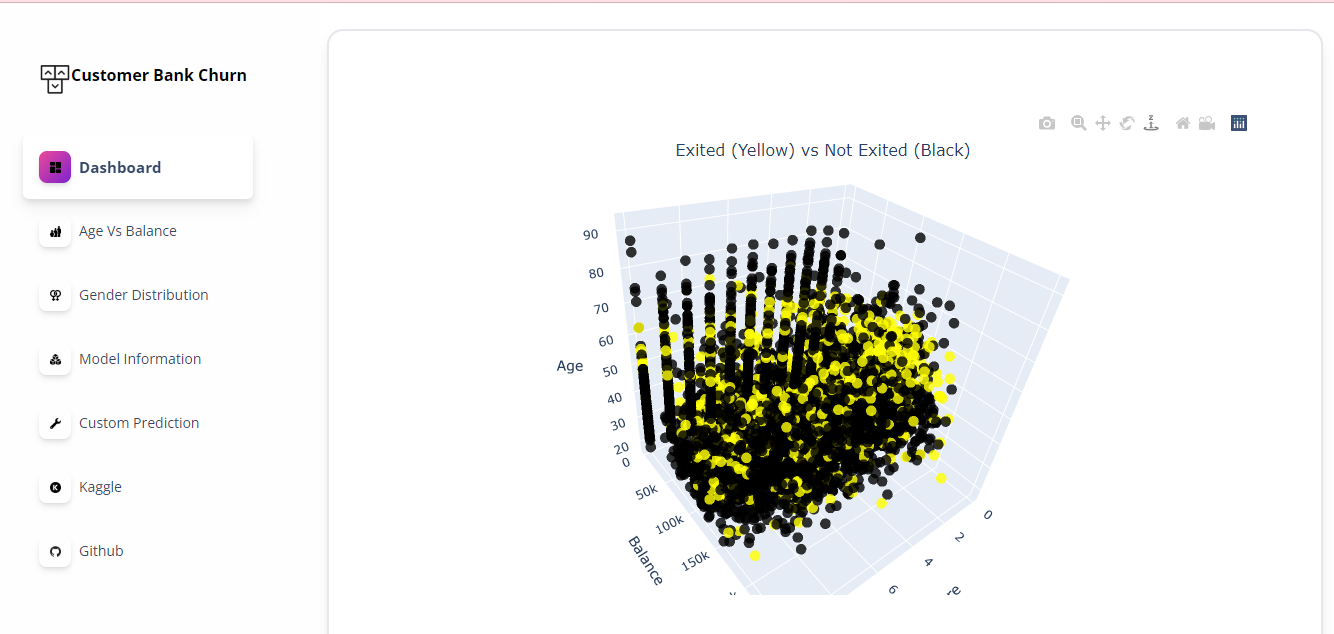 Customer Bank Churn
Dashboard
Age Vs Balance
Gender Distribution
Model Information
Custom Prediction
Kaggle
Github
Exited (Yellow) vs Not Exited (Black)
90
80
70
60
50
40
30
20
Age
0
50k
100k
150k
Balance
0
2
4
6